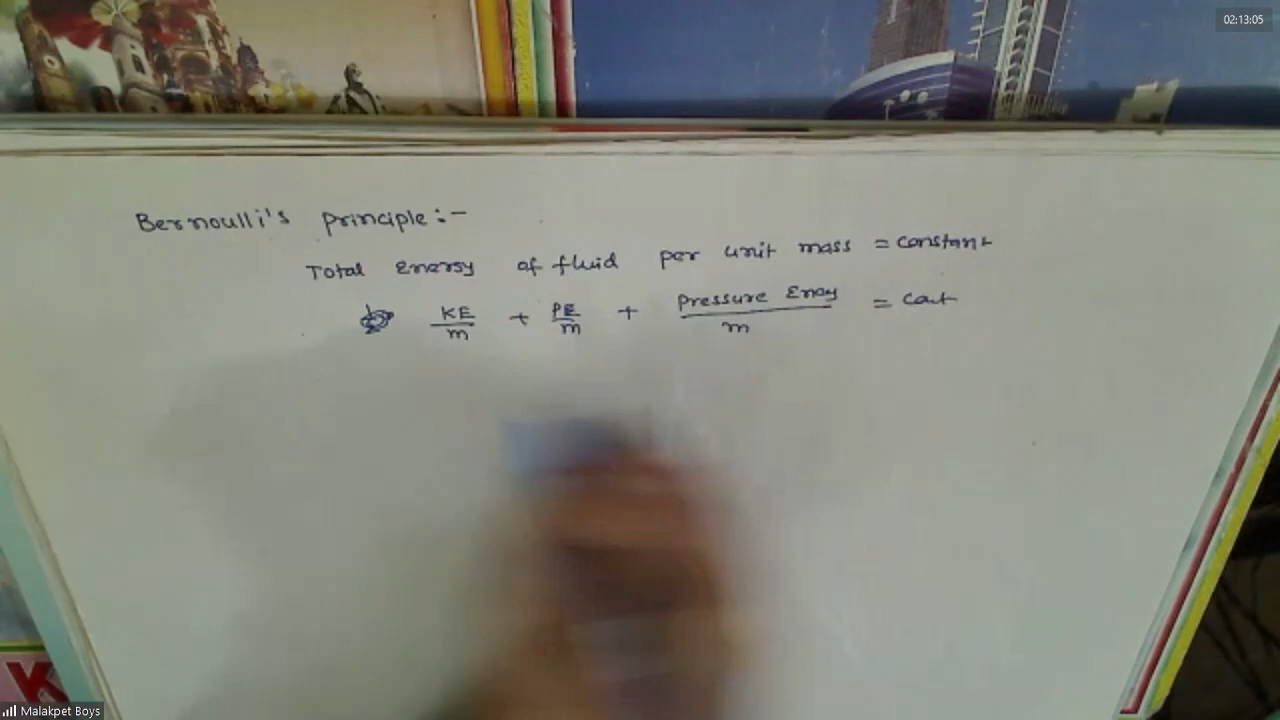 02:13:05
Bernoulli's principle:-
Total Energy of fluid per unit mass = constant
KE/m + PE/m + Pressure Energy/m = const
K
Malakpet Boys